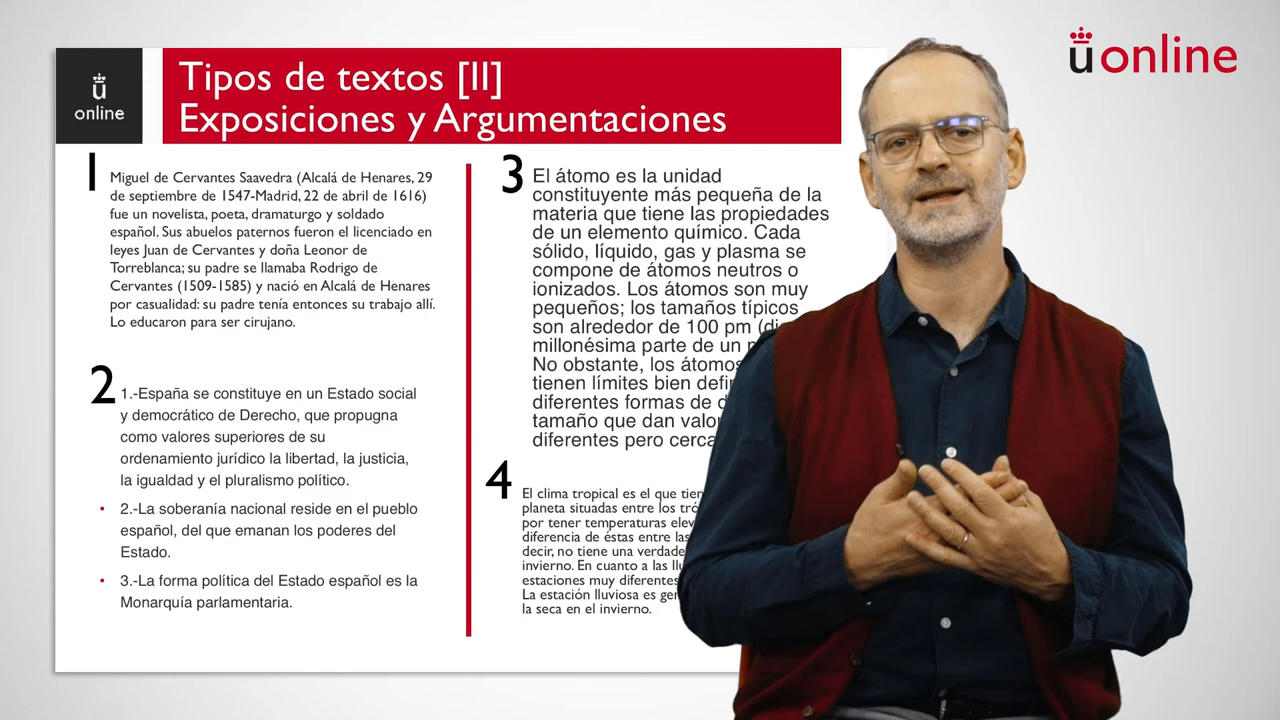 ü online
ü
online
Tipos de textos [II]
Exposiciones y Argumentaciones
1
Miguel de Cervantes Saavedra (Alcalá de Henares, 29
de septiembre de 1547-Madrid, 22 de abril de 1616)
fue un novelista, poeta, dramaturgo y soldado
español. Sus abuelos paternos fueron el licenciado en
leyes Juan de Cervantes y doña Leonor de
Torreblanca; su padre se llamaba Rodrigo de
Cervantes (1509-1585) y nació en Alcalá de Henares
por casualidad: su padre tenía entonces su trabajo allí.
Lo educaron para ser cirujano.
2
1.-España se constituye en un Estado social
y democrático de Derecho, que propugna
como valores superiores de su
ordenamiento jurídico la libertad, la justicia,
la igualdad y el pluralismo político.
• 2.-La soberanía nacional reside en el pueblo
español, del que emanan los poderes del
Estado.
• 3.-La forma política del Estado español es la
Monarquía parlamentaria.
3
El átomo es la unidad
constituyente más pequeña de la
materia que tiene las propiedades
de un elemento químico. Cada
sólido, líquido, gas y plasma se
compone de átomos neutros o
ionizados. Los átomos son muy
pequeños; los tamaños típicos
son alrededor de 100 pm
millonésima parte de un
No obstante, los átomos
tienen límites bien
diferentes formas de
tamaño que dan
diferentes pero
4
El clima tropical es el que
planeta situadas entre los
por tener temperaturas
diferencia de éstas entre las
decir, no tiene una
invierno. En cuanto a las
estaciones muy diferentes
La estación lluviosa es
la seca en el invierno.